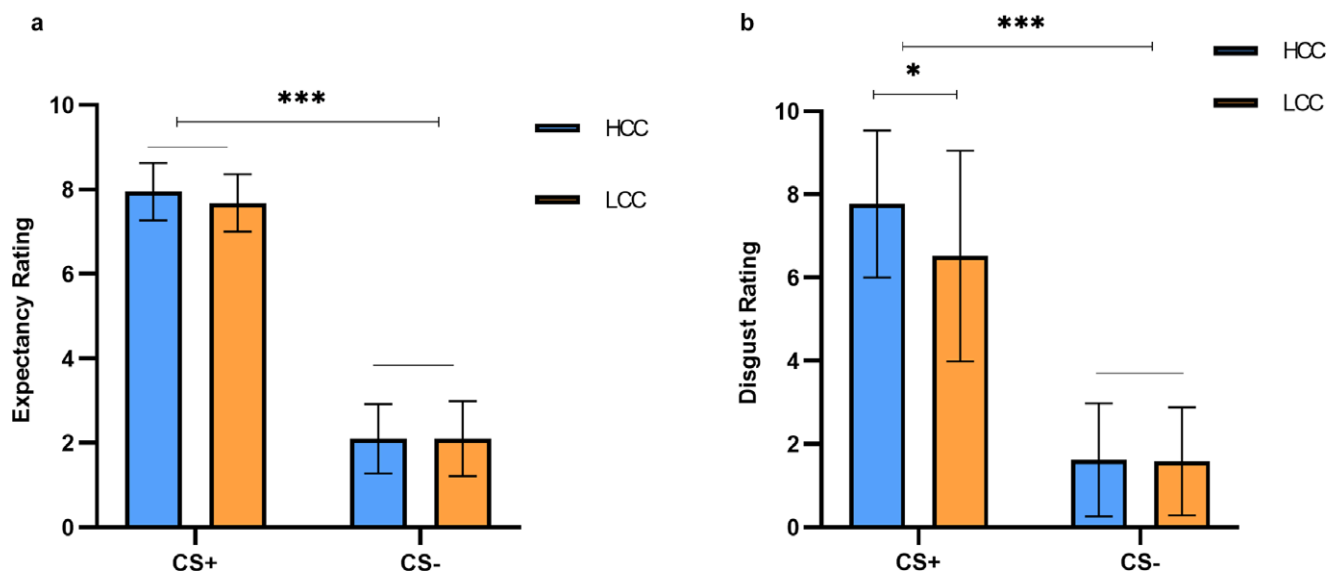 a
***
HCC
LCC
Expectancy Rating
10
8
6
4
2
0
CS+ CS-
b
***
*
HCC
LCC
Disgust Rating
10
8
6
4
2
0
CS+ CS-